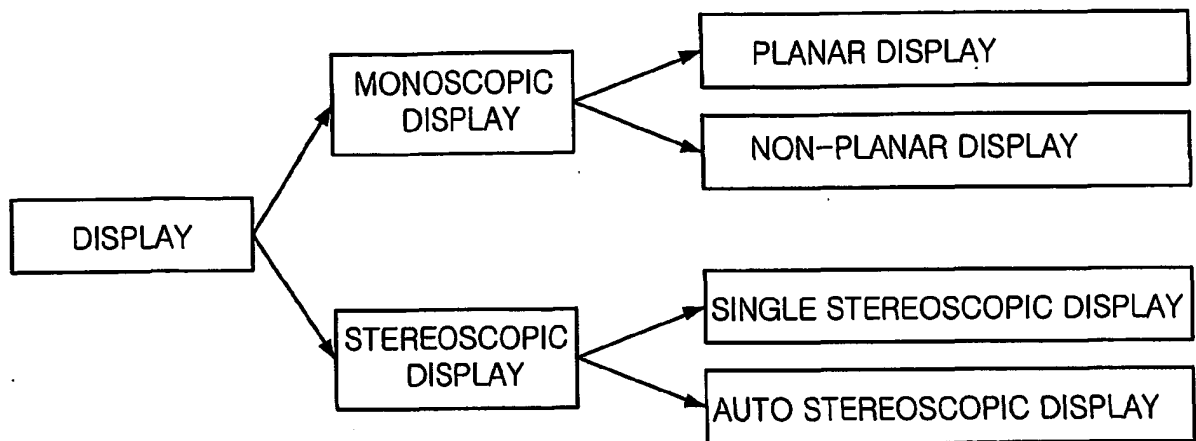 DISPLAY
MONOSCOPIC
DISPLAY
PLANAR DISPLAY
NON-PLANAR DISPLAY
STEREOSCOPIC
DISPLAY
SINGLE STEREOSCOPIC DISPLAY
AUTO STEREOSCOPIC DISPLAY